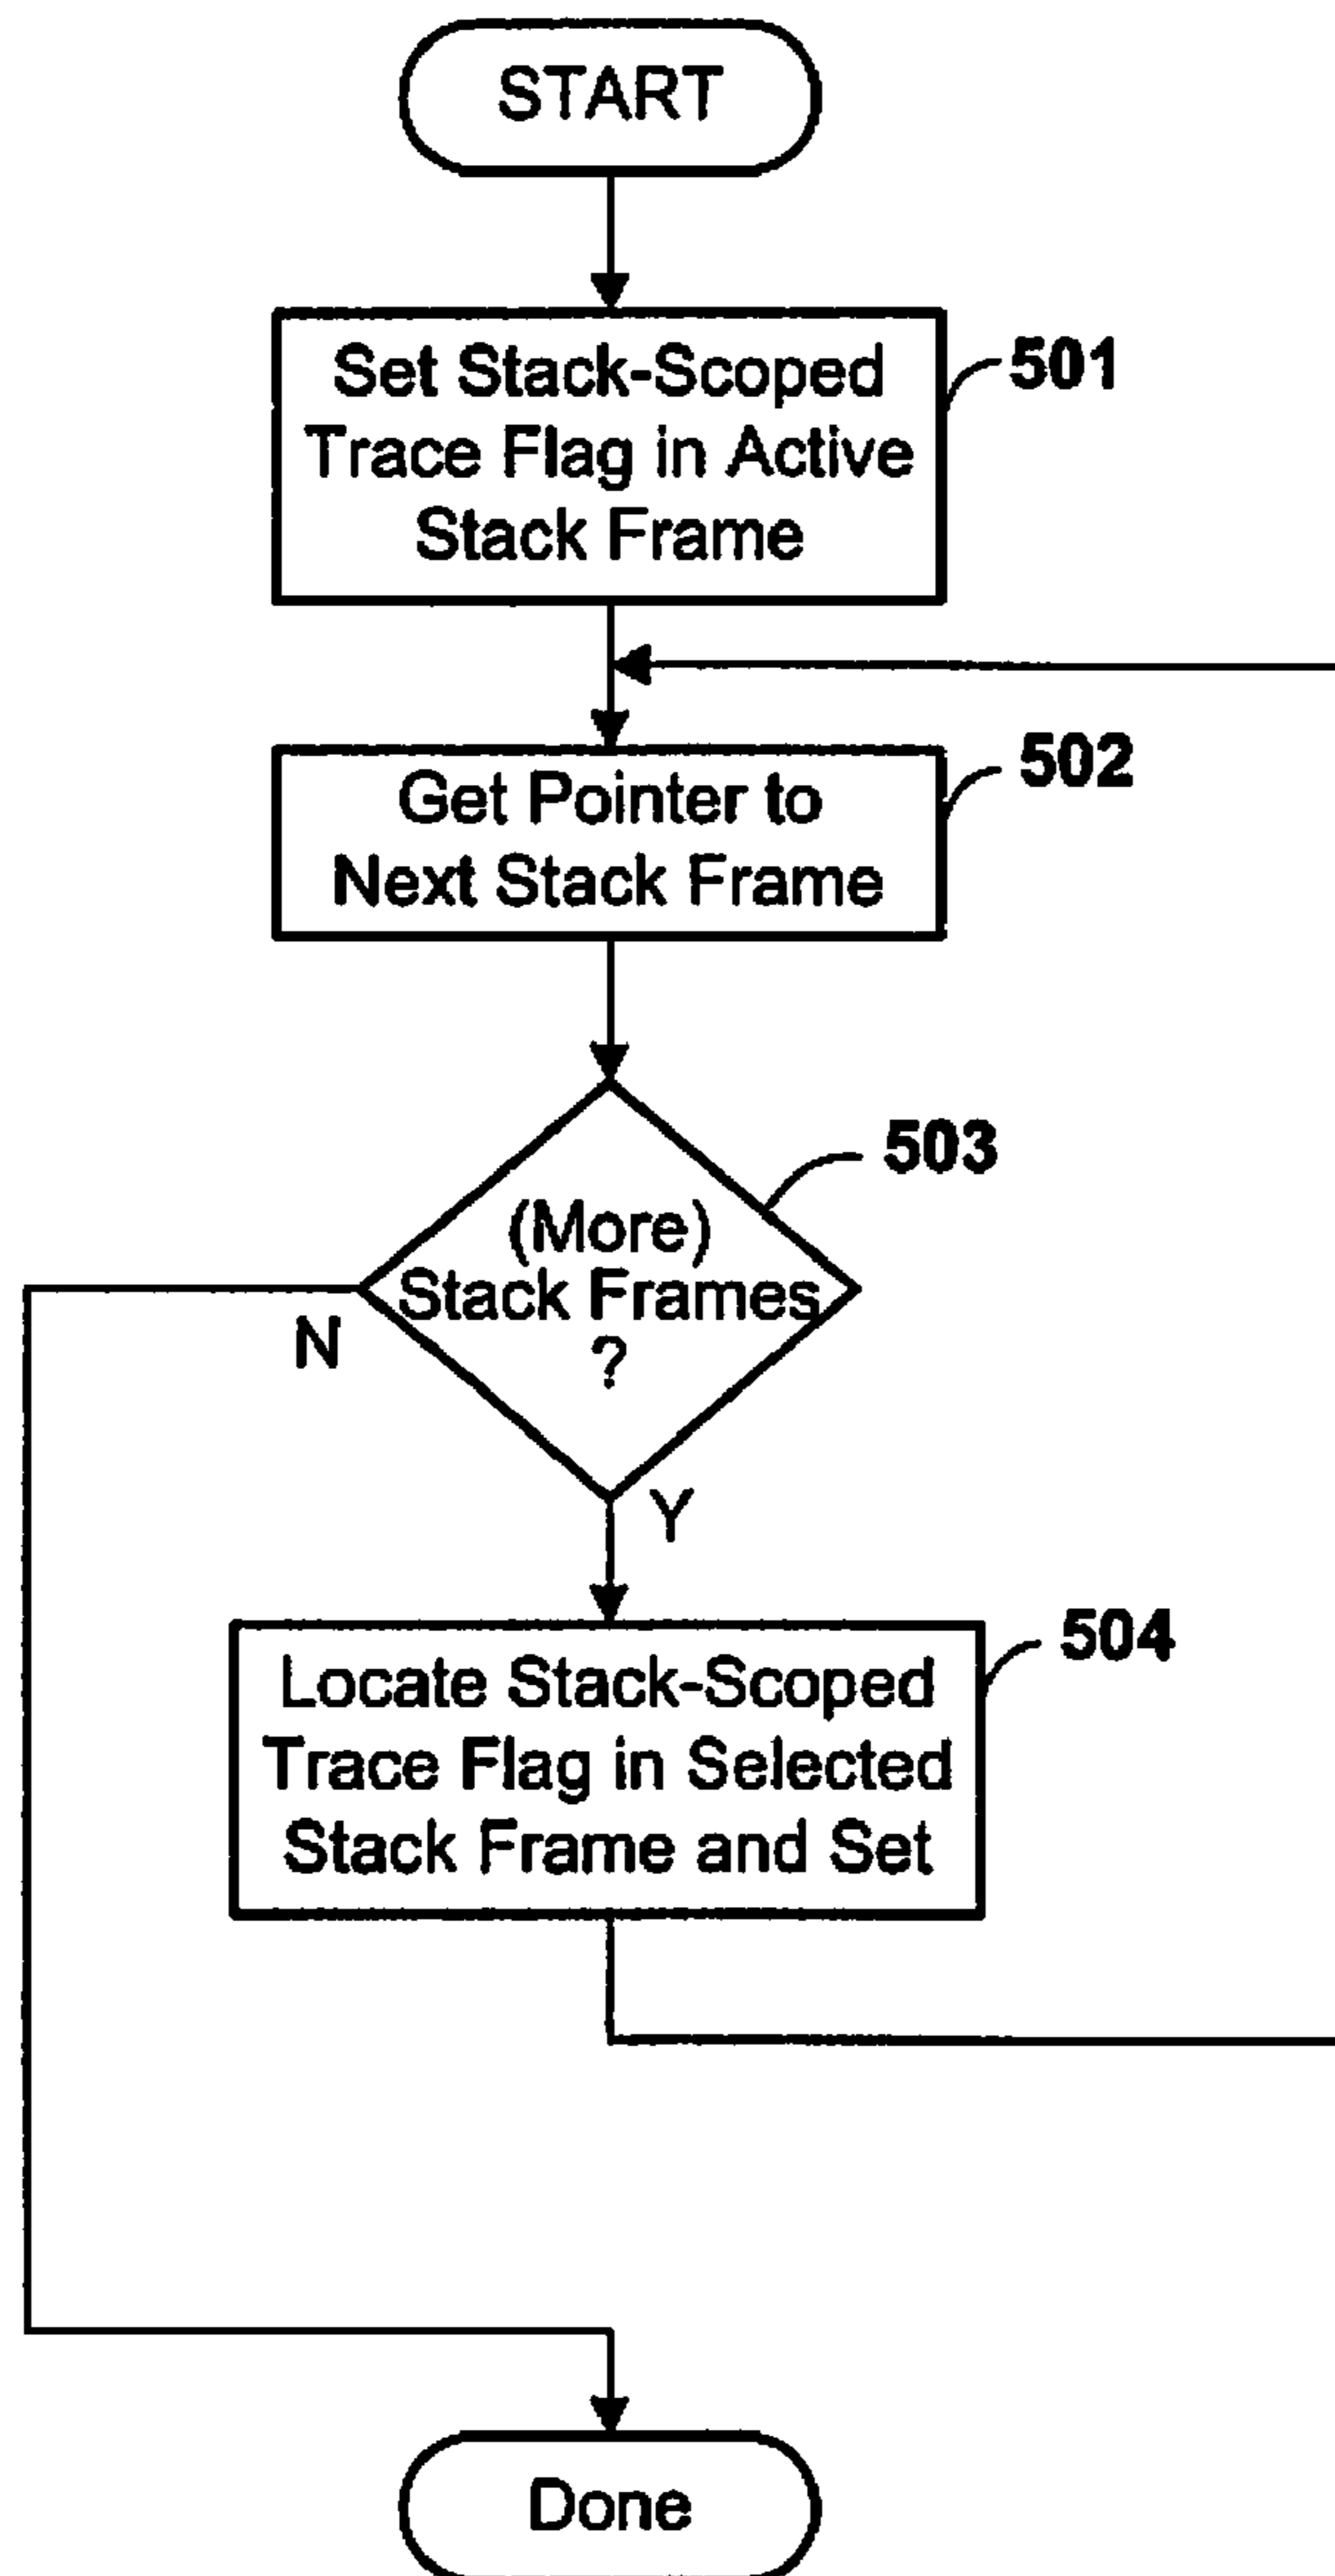 START
Set Stack-Scoped
Trace Flag in Active
Stack Frame
501
Get Pointer to
Next Stack Frame
502
(More)
Stack Frames
?
503
N
Y
Locate Stack-Scoped
Trace Flag in Selected
Stack Frame and Set
504
Done